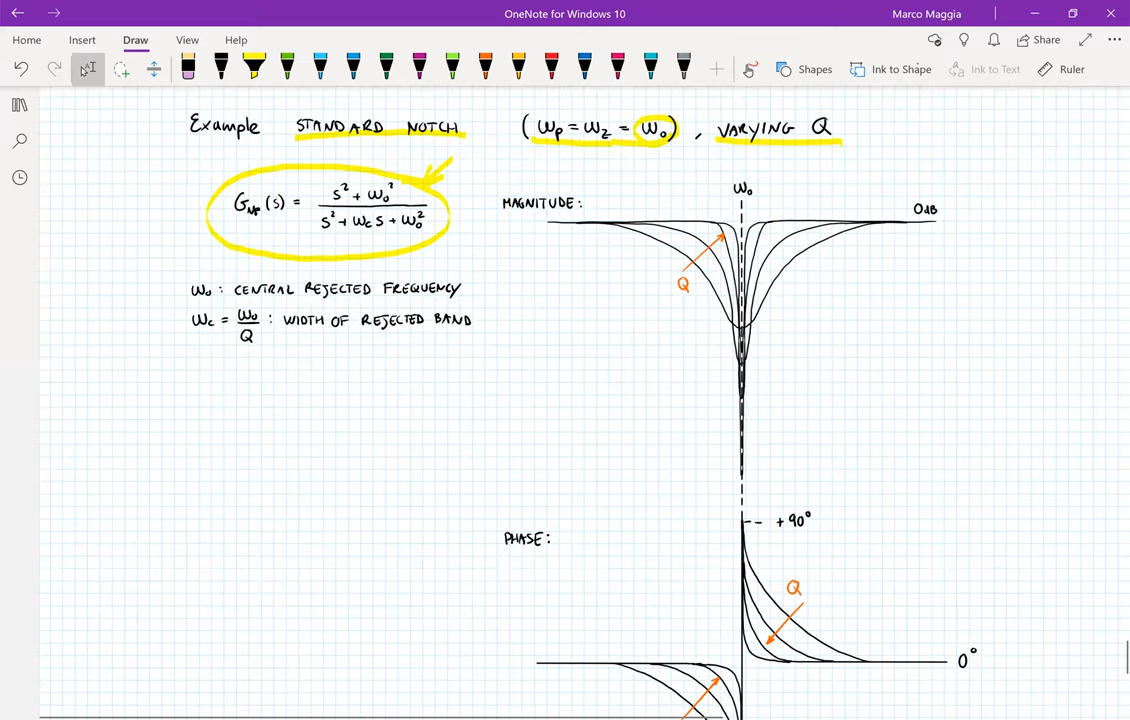 OneNote for Windows 10
Marco Maggia
Home Insert Draw View Help
Share
Shapes
Ink to Shape
Ink to Text
Ruler
Example STANDARD NOTCH (ωp = ωz = ω₀), VARYING Q
G_NF(s) = (s² + ω₀²) / (s² + ωc s + ω₀²)
ω₀ : CENTRAL REJECTED FREQUENCY
ωc = ω₀/Q : WIDTH OF REJECTED BAND
MAGNITUDE:
ω₀
0dB
Q
PHASE:
+90°
Q
0°